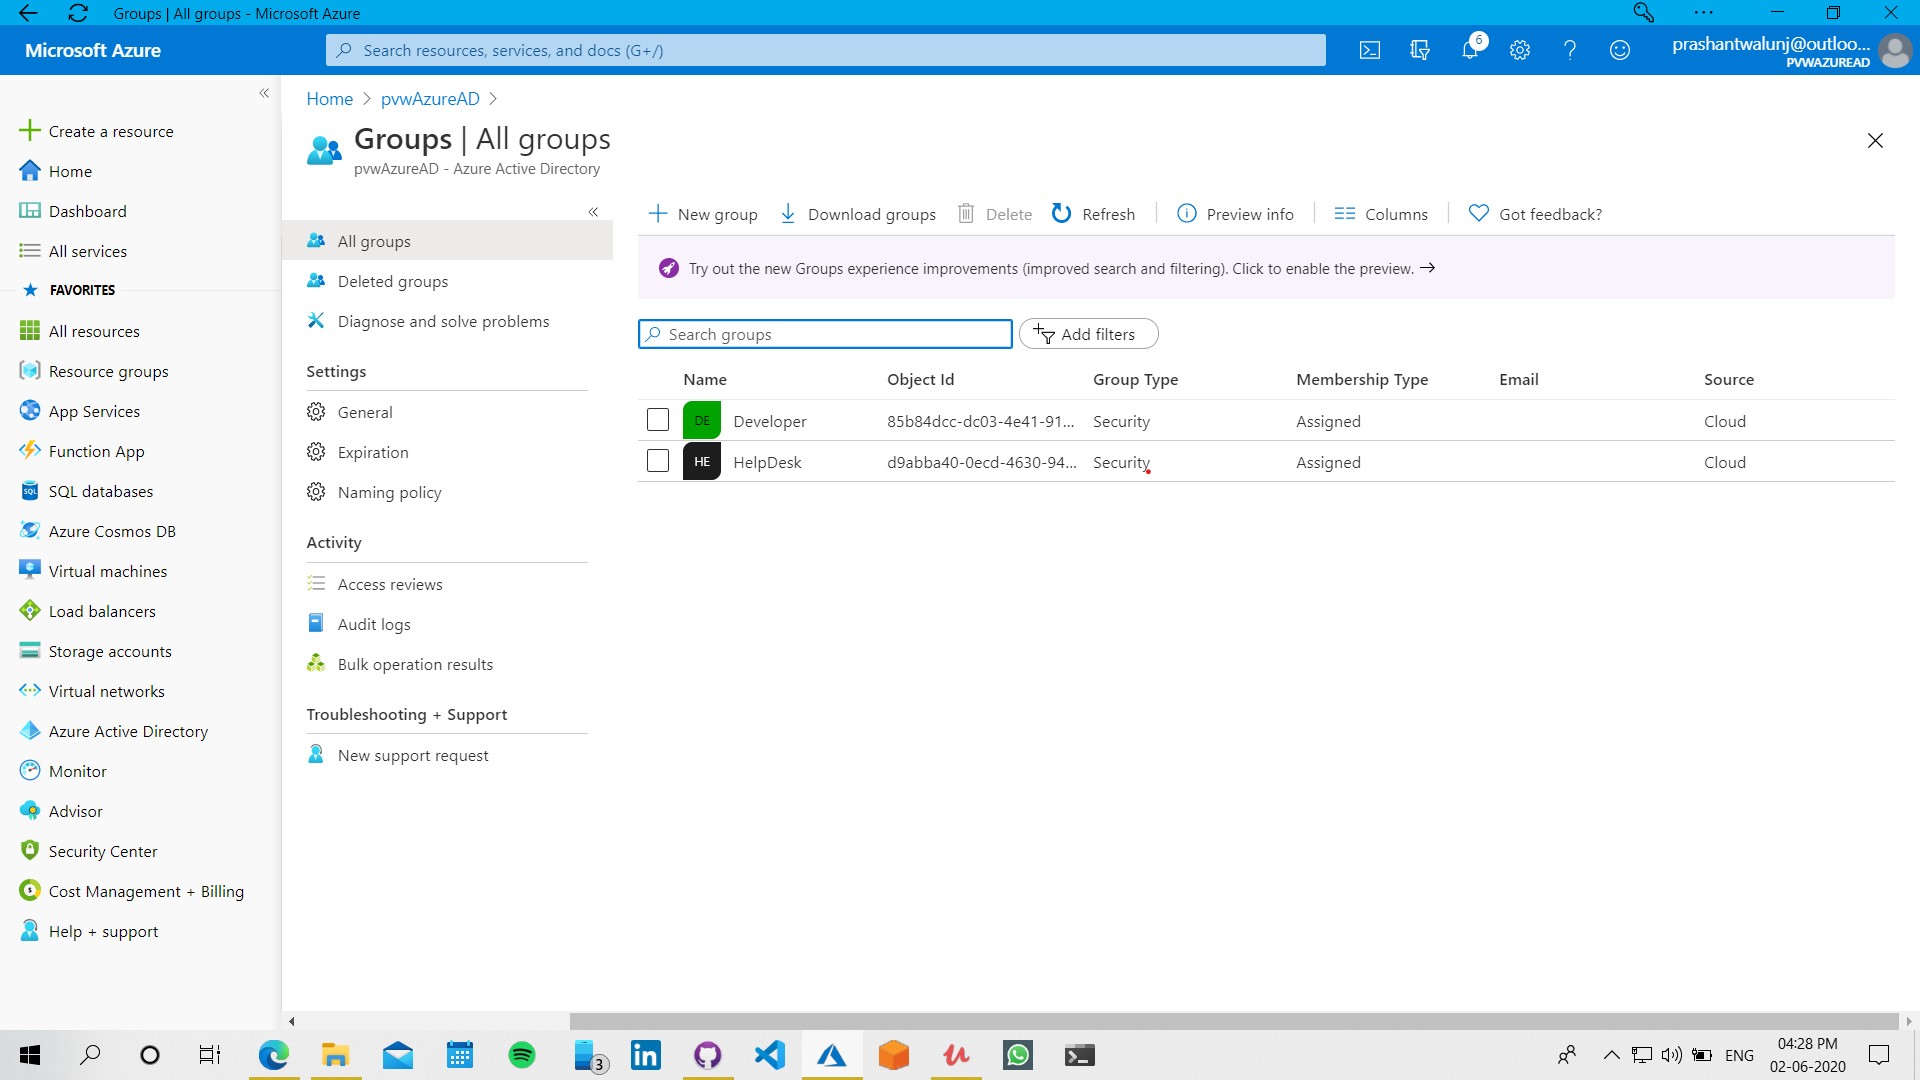 Groups | All groups - Microsoft Azure
Microsoft Azure
Search resources, services, and docs (G+/)
6
prashantwalunj@outloo...
PVWAZUREAD
Create a resource
Home
Dashboard
All services
FAVORITES
All resources
Resource groups
App Services
Function App
SQL
SQL databases
Azure Cosmos DB
Virtual machines
Load balancers
Storage accounts
Virtual networks
Azure Active Directory
Monitor
Advisor
Security Center
Cost Management + Billing
Help + support
Home > pvwAzureAD >
Groups | All groups
pvwAzureAD - Azure Active Directory
All groups
Deleted groups
Diagnose and solve problems
Settings
General
Expiration
Naming policy
Activity
Access reviews
Audit logs
Bulk operation results
Troubleshooting + Support
New support request
New group
Download groups
Delete
Refresh
Preview info
Columns
Got feedback?
Try out the new Groups experience improvements (improved search and filtering). Click to enable the preview. →
Search groups
Add filters
Name Object Id Group Type Membership Type Email Source
DE Developer 85b84dcc-dc03-4e41-91... Security Assigned Cloud
HE HelpDesk d9abba40-0ecd-4630-94... Security Assigned Cloud
3
in
ENG
04:28 PM
02-06-2020